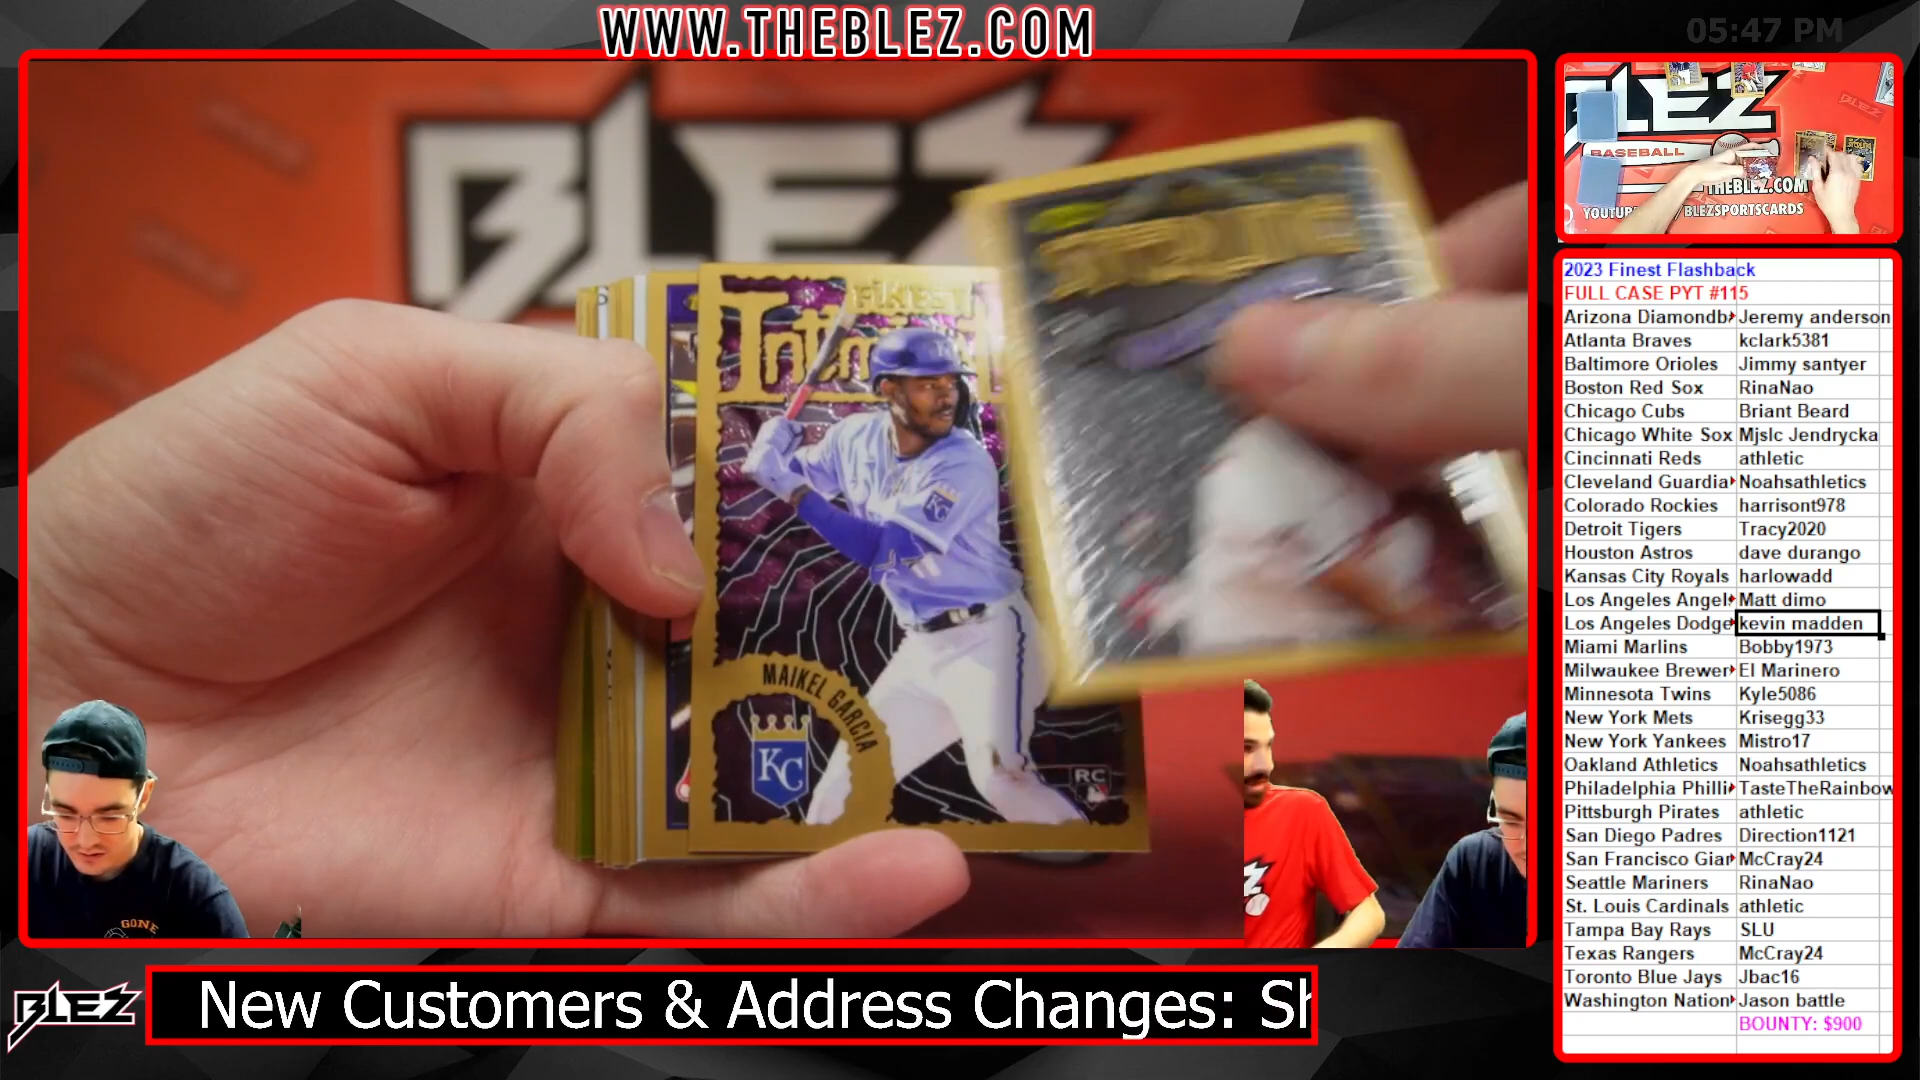 WWW.THEBLEZ.COM
05:47 PM
BLEZ
FINEST
MAIKEL GARCIA
KC
KC
RC
STERLING
BLEZ
BASEBALL
THEBLEZ.COM
BLEZSPORTSCARDS
2023 Finest Flashback
FULL CASE PYT #115
Arizona Diamondb Jeremy anderson
Atlanta Braves kclark5381
Baltimore Orioles Jimmy santyer
Boston Red Sox RinaNao
Chicago Cubs Briant Beard
Chicago White Sox Mjslc Jendrycka
Cincinnati Reds athletic
Cleveland Guardia Noahsathletics
Colorado Rockies harrisont978
Detroit Tigers Tracy2020
Houston Astros dave durango
Kansas City Royals harlowadd
Los Angeles Angel Matt dimo
Los Angeles Dodge kevin madden
Miami Marlins Bobby1973
Milwaukee Brewer El Marinero
Minnesota Twins Kyle5086
New York Mets Krisegg33
New York Yankees Mistro17
Oakland Athletics Noahsathletics
Philadelphia Philli TasteTheRainbow
Pittsburgh Pirates athletic
San Diego Padres Direction1121
San Francisco Giar McCray24
Seattle Mariners RinaNao
St. Louis Cardinals athletic
Tampa Bay Rays SLU
Texas Rangers McCray24
Toronto Blue Jays Jbac16
Washington Nation Jason battle
BOUNTY: $900
GONE
BLEZ
New Customers & Address Changes: Sh